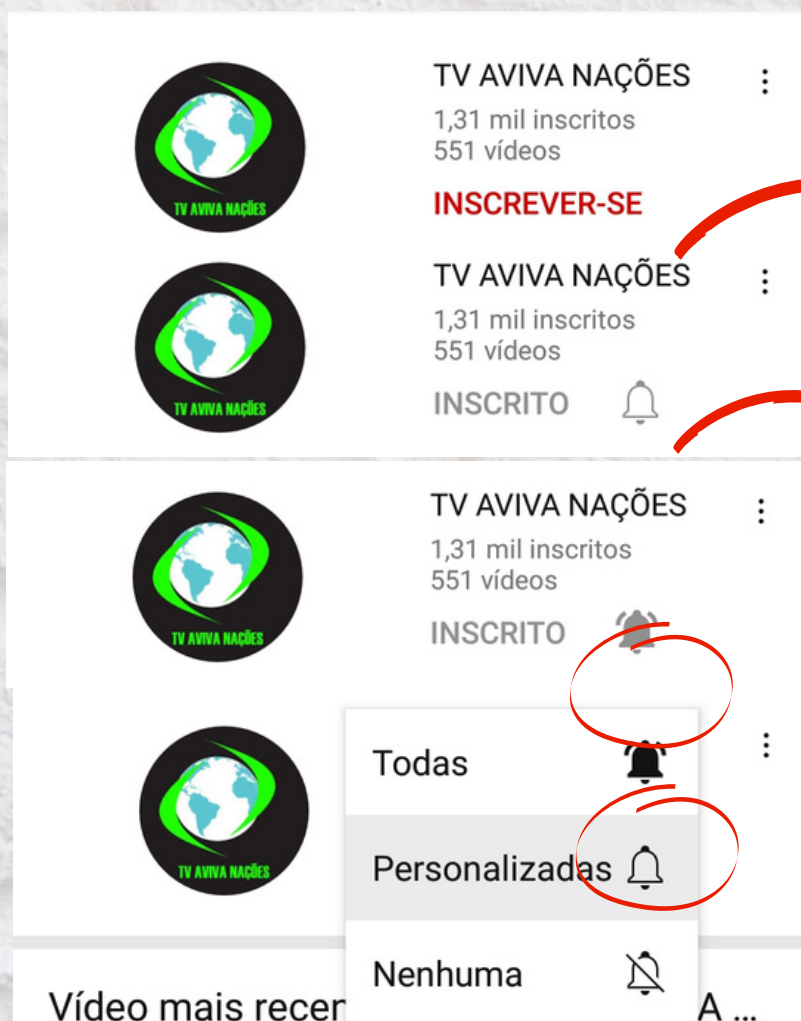 TV AVIVA NAÇÕES
1,31 mil inscritos
551 vídeos
INSCREVER-SE
TV AVIVA NAÇÕES
TV AVIVA NAÇÕES
1,31 mil inscritos
551 vídeos
INSCRITO
TV AVIVA NAÇÕES
TV AVIVA NAÇÕES
1,31 mil inscritos
551 vídeos
INSCRITO
TV AVIVA NAÇÕES
Todas
Personalizadas
TV AVIVA NAÇÕES
Nenhuma
Vídeo mais recen
A ...